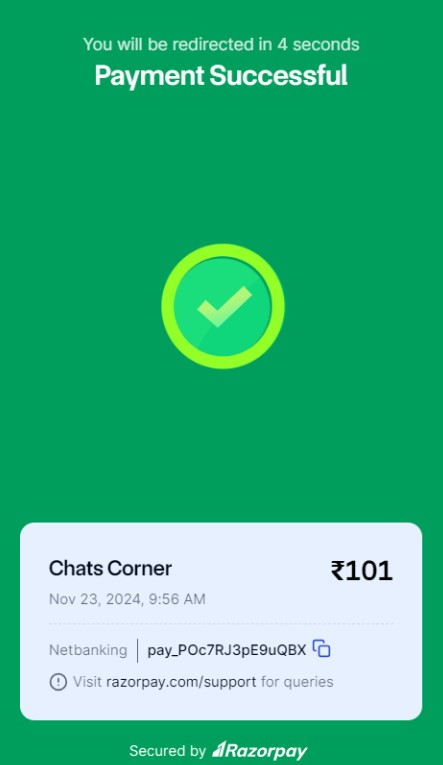 You will be redirected in 4 seconds
Payment Successful
Chats Corner
₹101
Nov 23, 2024, 9:56 AM
Netbanking | pay_POc7RJ3pE9uQBX
Visit razorpay.com/support for queries
Secured by Razorpay